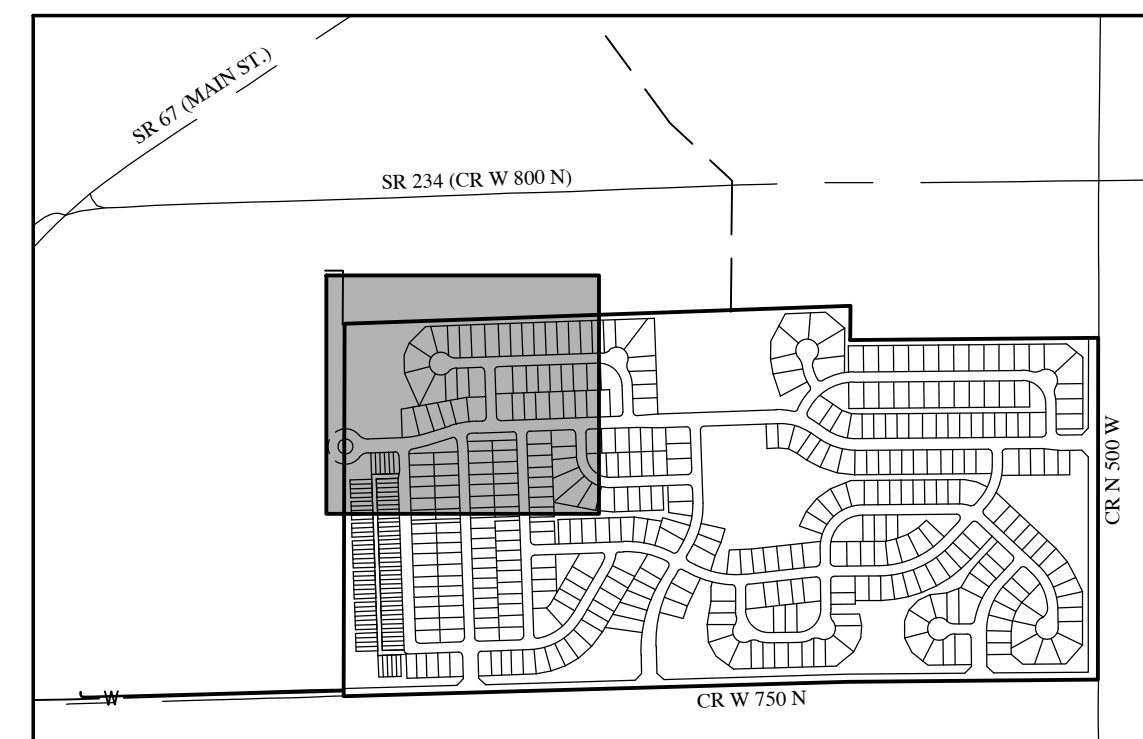 SR 67 (MAIN ST.)
SR 234 (CR W 800 N)
CR N 500 W
W
CR W 750 N